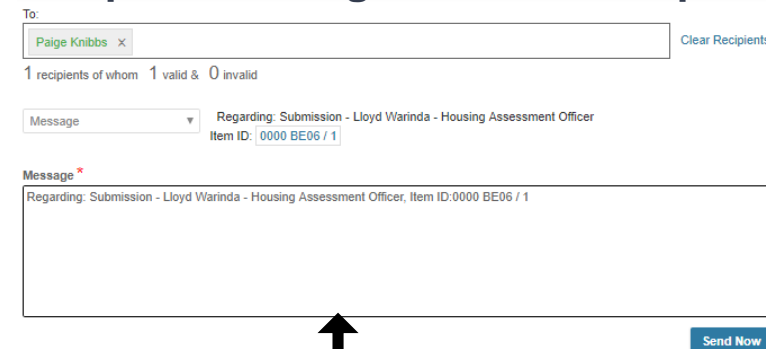 To:
Paige Knibbs ×
Clear Recipients
1 recipients of whom 1 valid & 0 invalid
Message ▼ Regarding: Submission - Lloyd Warinda - Housing Assessment Officer
Item ID: 0000 BE06 / 1
Message *
Regarding: Submission - Lloyd Warinda - Housing Assessment Officer, Item ID:0000 BE06 / 1
Send Now